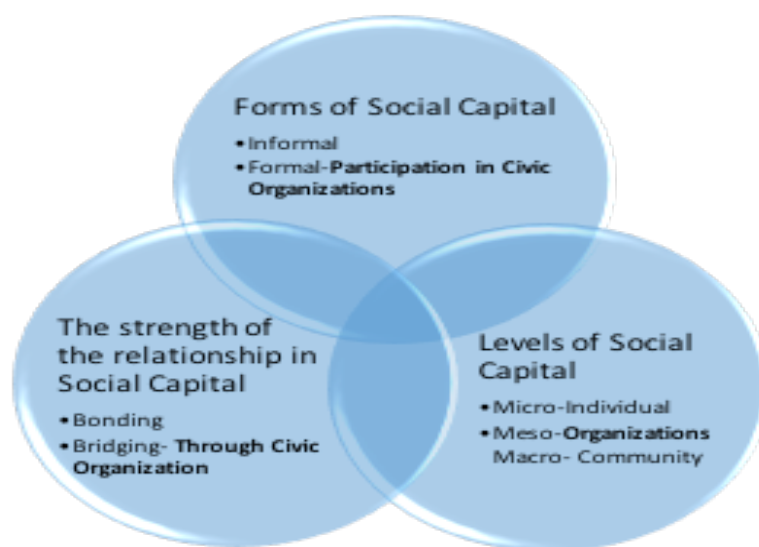 Forms of Social Capital
•Informal
•Formal-Participation in Civic
Organizations
The strength of
the relationship in
Social Capital
•Bonding
•Bridging- Through Civic
Organization
Levels of Social
Capital
•Micro-Individual
•Meso-Organizations
Macro- Community